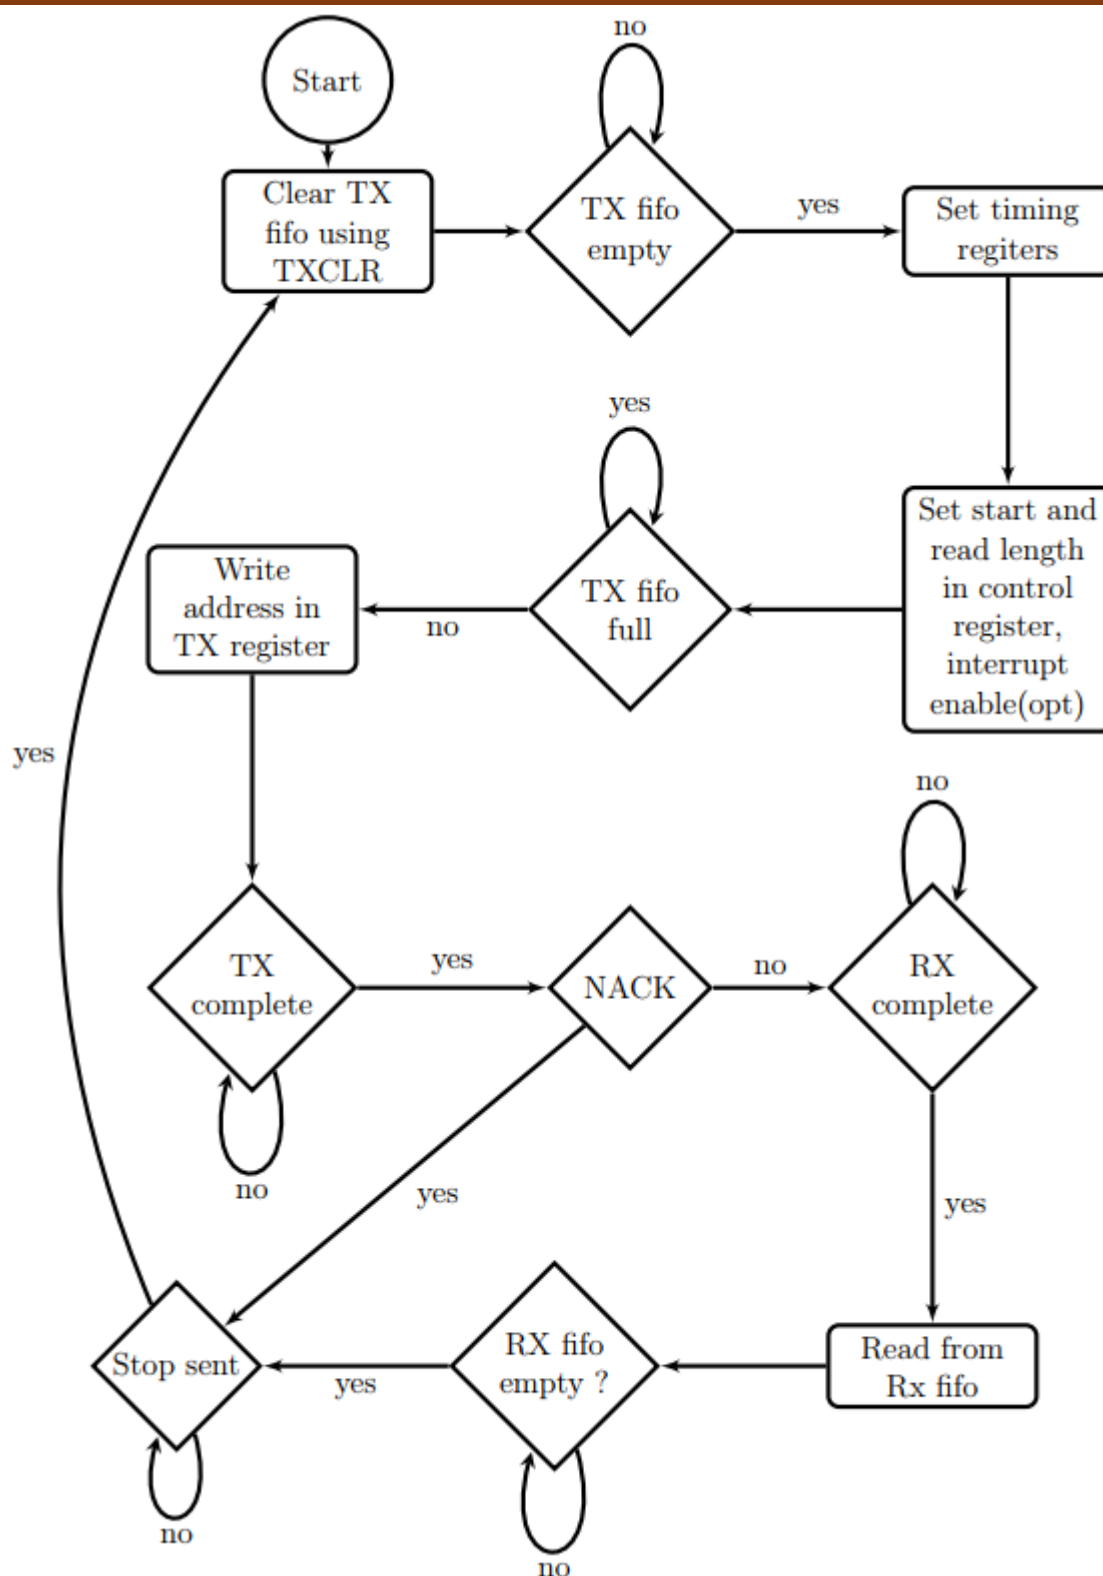 Start
no
Clear TX
fifo using
TXCLR
TX fifo
empty
yes
Set timing
regiters
yes
Set start and
read length
in control
register,
interrupt
enable(opt)
TX fifo
full
no
Write
address in
TX register
yes
no
TX
complete
yes
no
NACK
no
RX
complete
yes
yes
Read from
Rx fifo
RX fifo
empty ?
no
yes
Stop sent
no